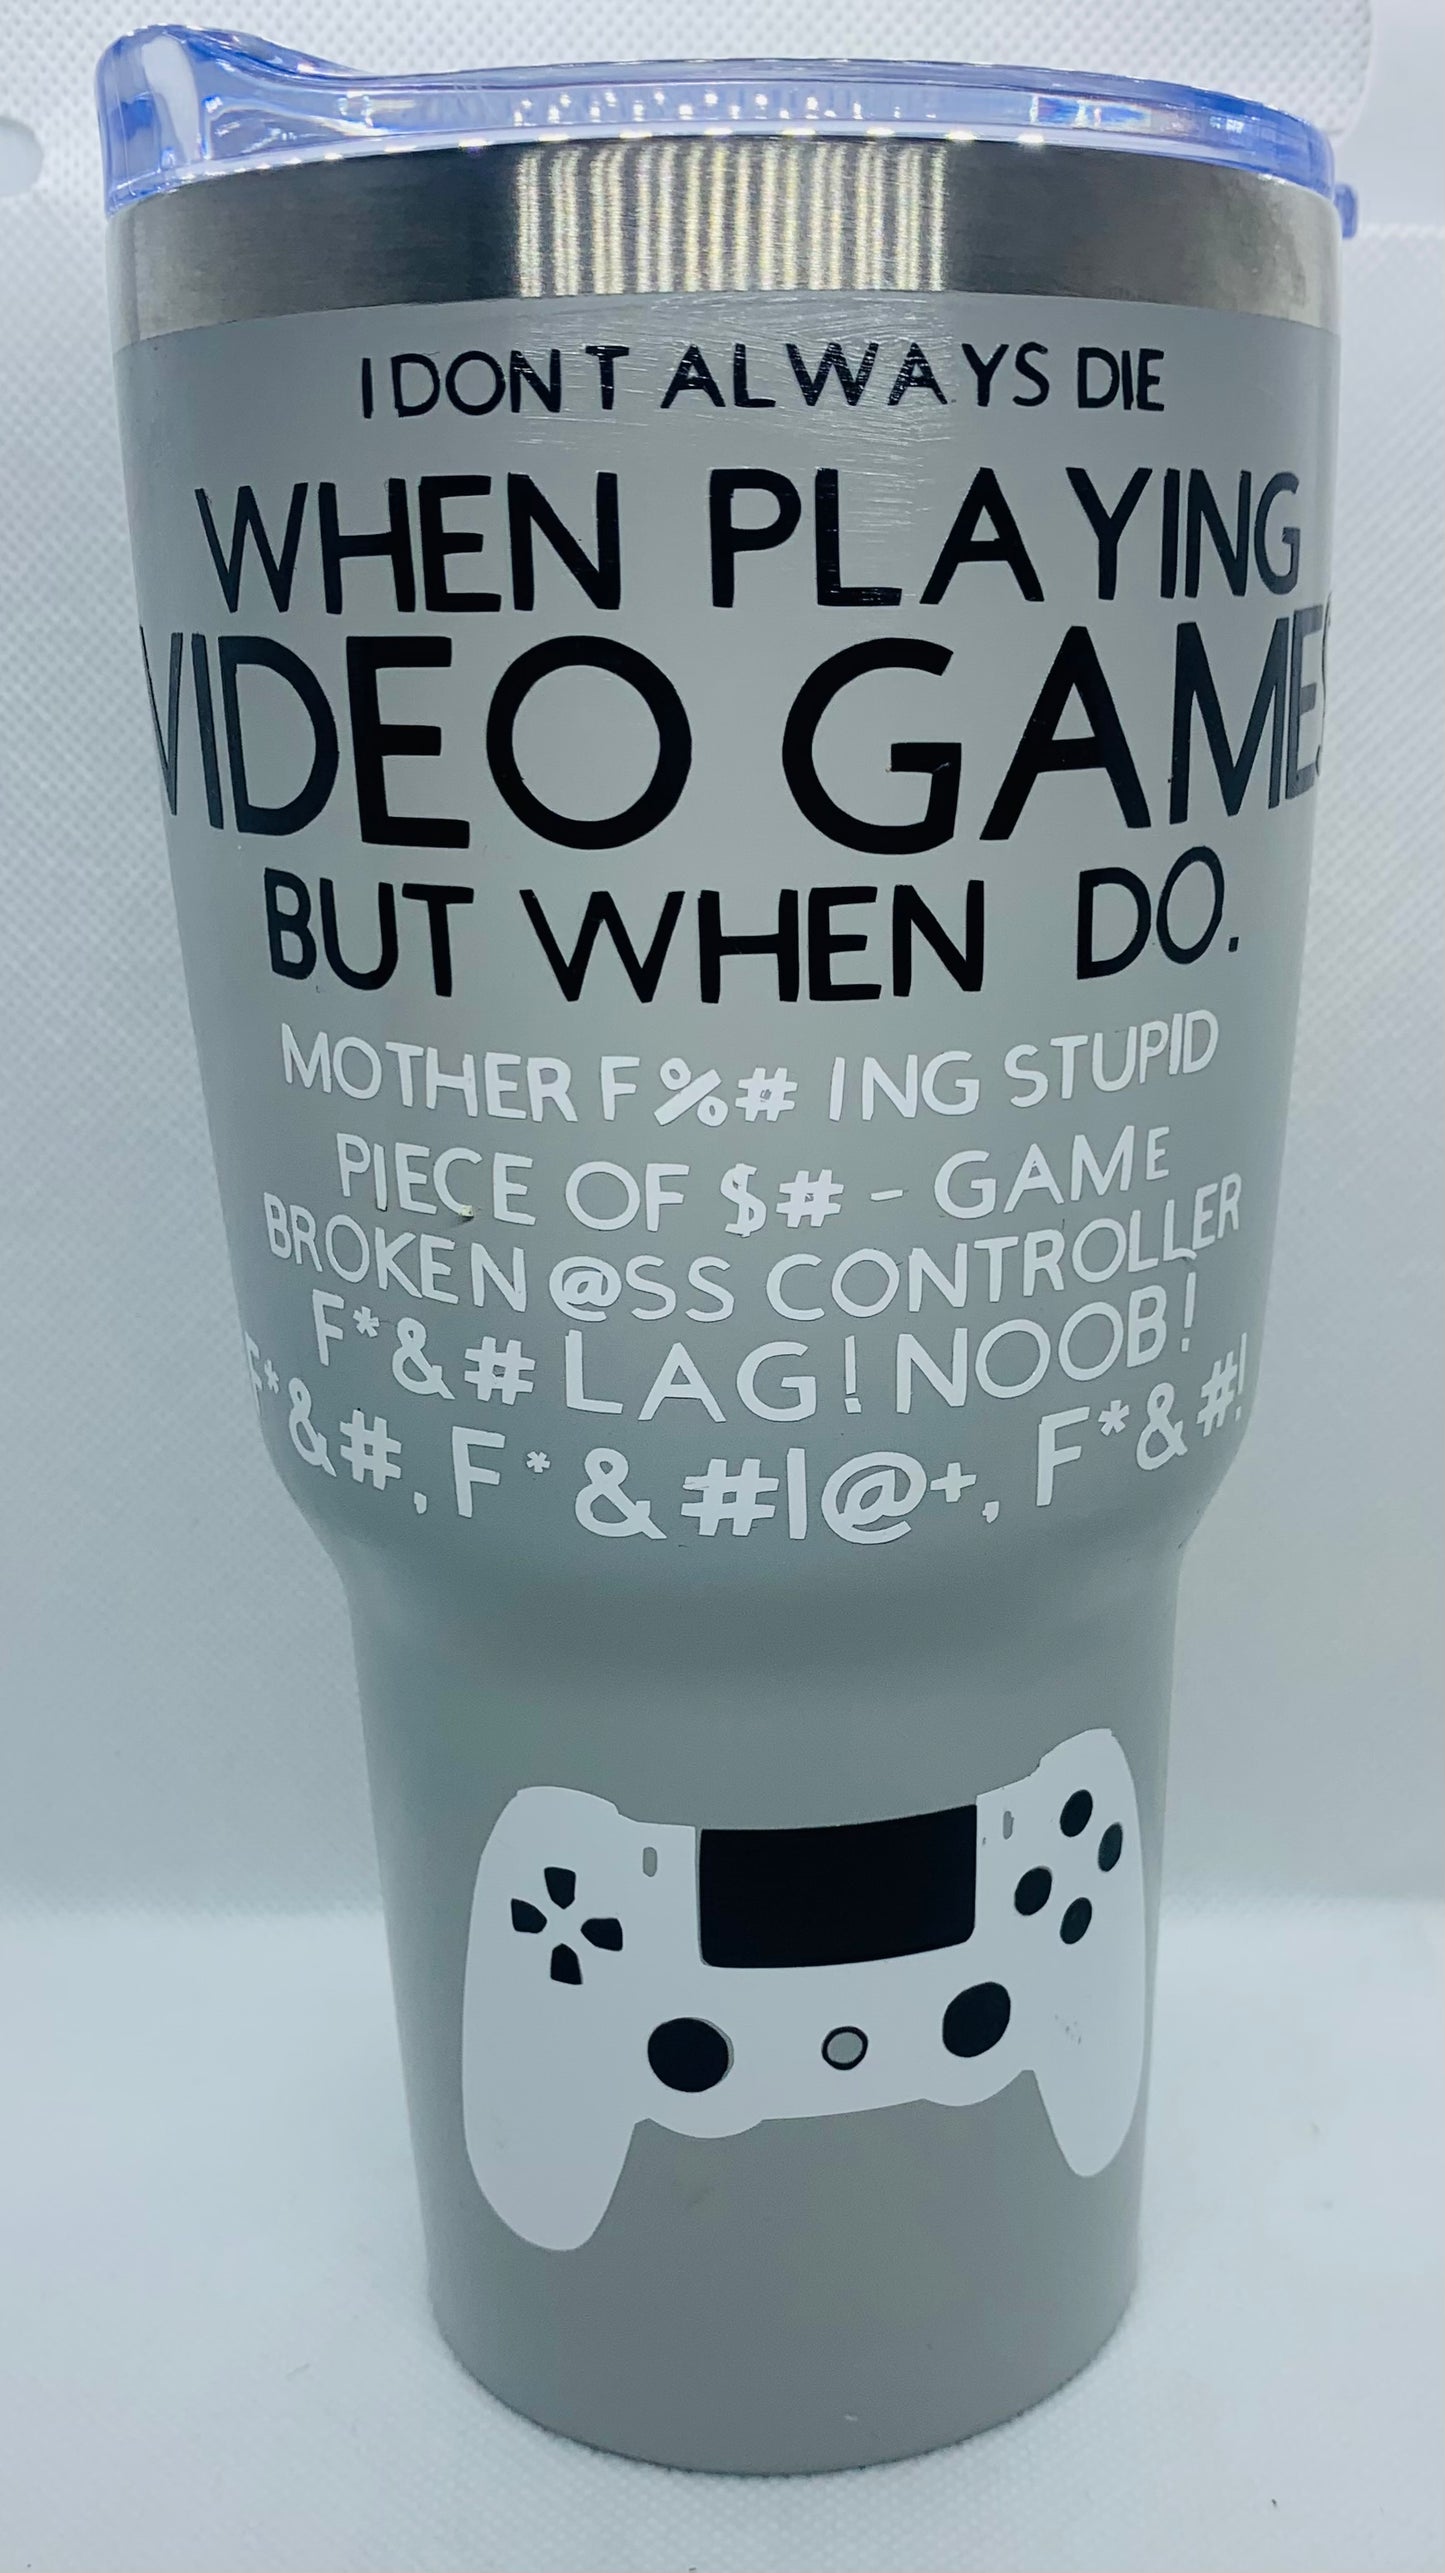 I DONT ALWAYS DIE
WHEN PLAYING
VIDEO GAMES
BUT WHEN DO.
MOTHER F%# ING STUPID
PIECE OF $# - GAME
BROKEN @SS CONTROLLER
F*&# LAG! NOOB!
F*&#, F*&#!@+, F*&#!